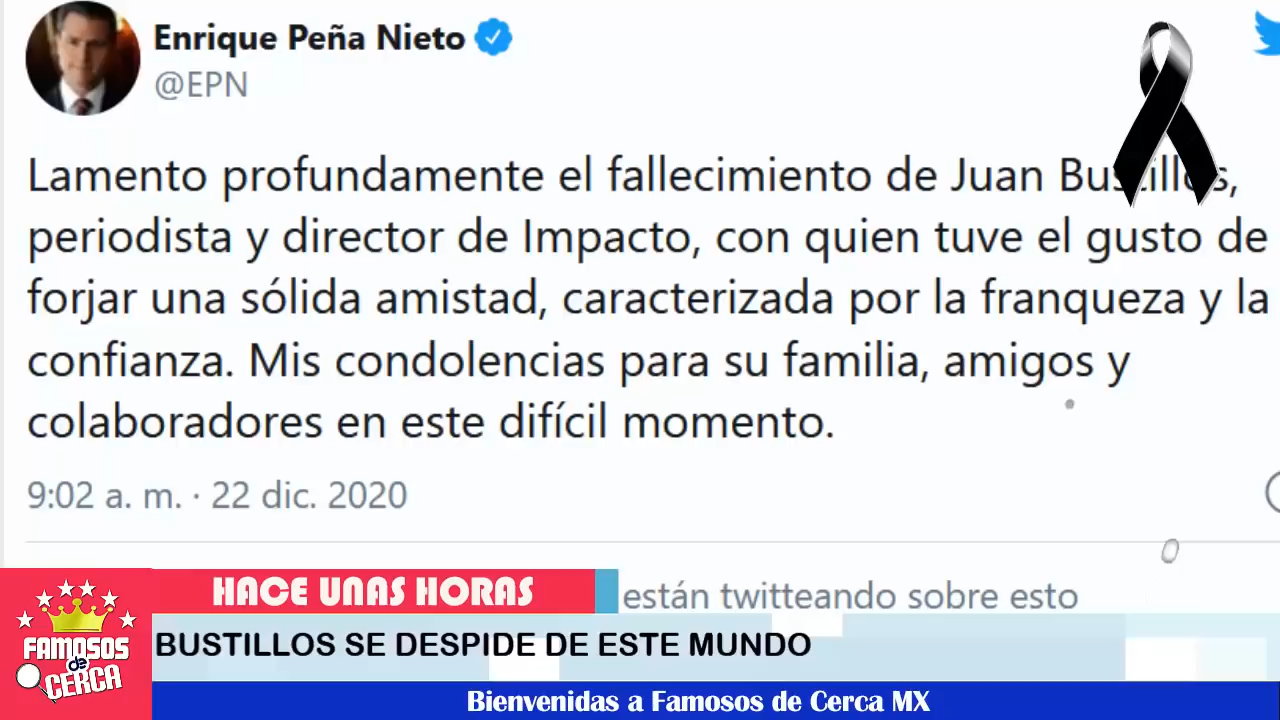 Enrique Peña Nieto
@EPN
Lamento profundamente el fallecimiento de Juan Bustillos,
periodista y director de Impacto, con quien tuve el gusto de
forjar una sólida amistad, caracterizada por la franqueza y la
confianza. Mis condolencias para su familia, amigos y
colaboradores en este difícil momento.
9:02 a. m. · 22 dic. 2020
HACE UNAS HORAS
están twitteando sobre esto
BUSTILLOS SE DESPIDE DE ESTE MUNDO
FAMOSOS
de
CERCA
Bienvenidas a Famosos de Cerca MX